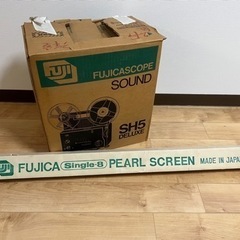 FUJI
FUJICASCOPE
SOUND
SH5
DELUXE
FUJI
FUJICA Single-8 PEARL SCREEN MADE IN JAPAN